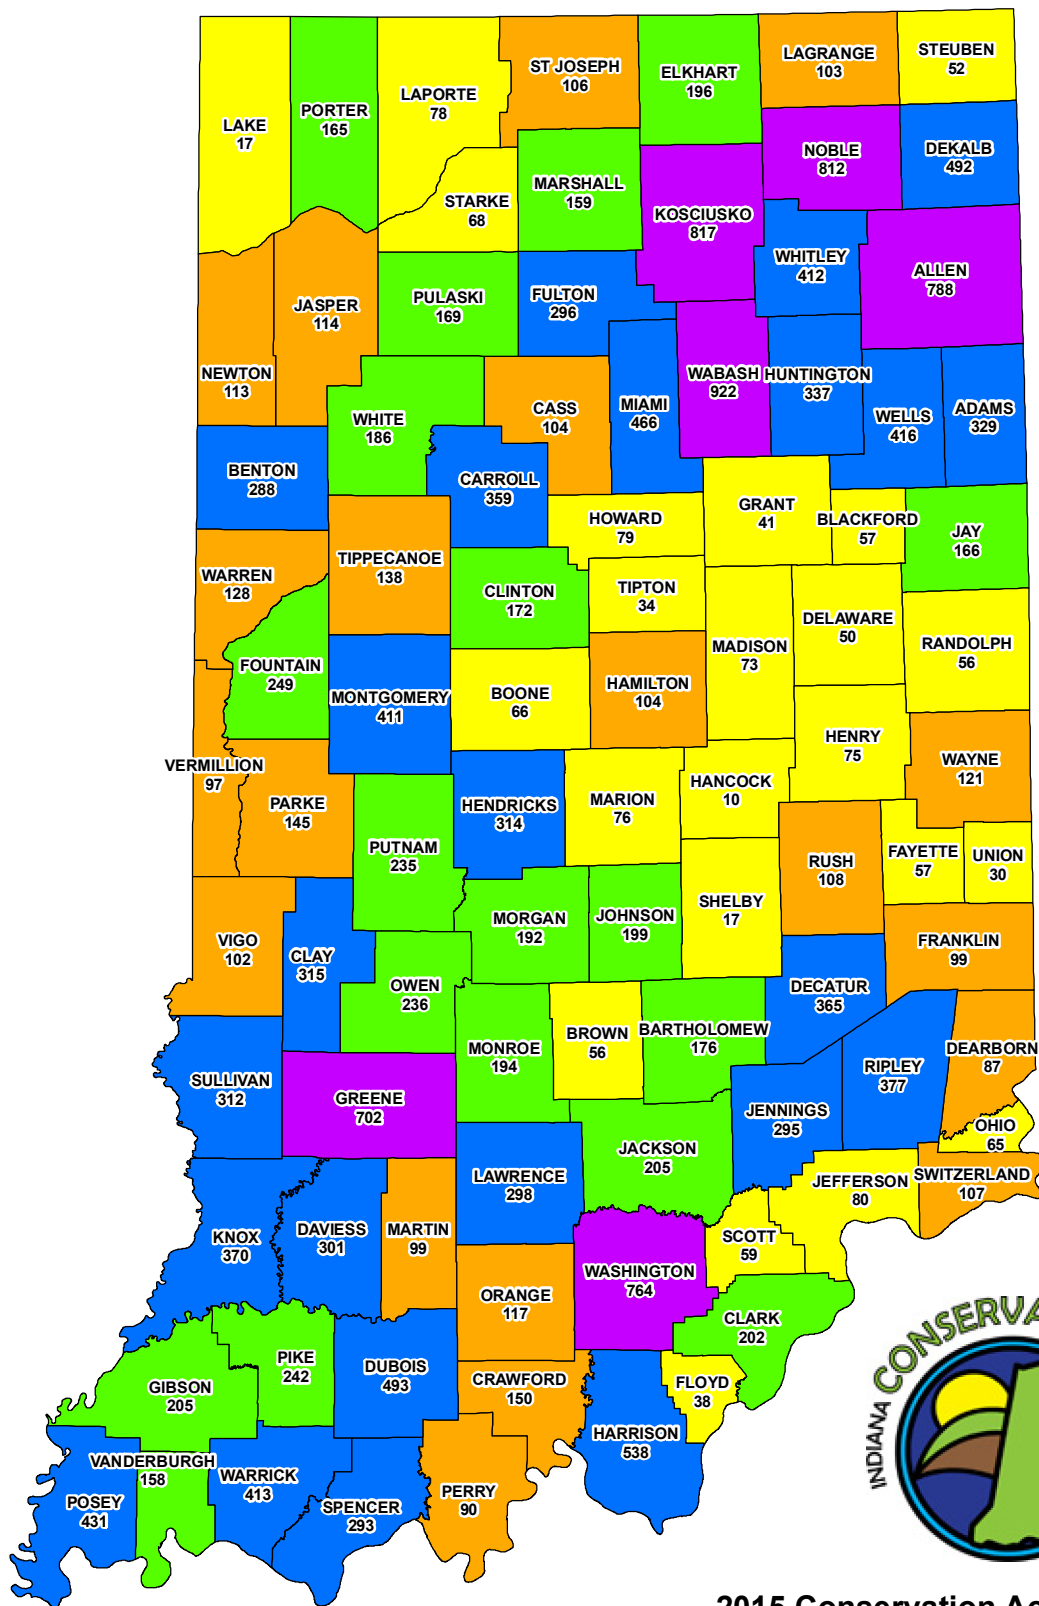 LAKE
17
PORTER
165
LAPORTE
78
ST JOSEPH
106
ELKHART
196
LAGRANGE
103
STEUBEN
52
STARKE
68
MARSHALL
159
KOSCIUSKO
817
NOBLE
812
DEKALB
492
WHITLEY
412
ALLEN
788
NEWTON
113
JASPER
114
PULASKI
169
FULTON
296
WABASH
922
HUNTINGTON
337
WELLS
416
ADAMS
329
WHITE
186
CASS
104
MIAMI
466
BENTON
288
CARROLL
359
HOWARD
79
GRANT
41
BLACKFORD
57
JAY
166
WARREN
128
TIPPECANOE
138
CLINTON
172
TIPTON
34
MADISON
73
DELAWARE
50
RANDOLPH
56
FOUNTAIN
249
MONTGOMERY
411
BOONE
66
HAMILTON
104
HENRY
75
WAYNE
121
VERMILLION
97
PARKE
145
PUTNAM
235
HENDRICKS
314
MARION
76
HANCOCK
10
RUSH
108
FAYETTE
57
UNION
30
SHELBY
17
VIGO
102
CLAY
315
OWEN
236
MORGAN
192
JOHNSON
199
DECATUR
365
FRANKLIN
99
SULLIVAN
312
GREENE
702
MONROE
194
BROWN
56
BARTHOLOMEW
176
JENNINGS
295
RIPLEY
377
DEARBORN
87
OHIO
65
SWITZERLAND
107
JEFFERSON
80
KNOX
370
DAVIESS
301
MARTIN
99
LAWRENCE
298
JACKSON
205
SCOTT
59
WASHINGTON
764
ORANGE
117
CLARK
202
GIBSON
205
PIKE
242
DUBOIS
493
CRAWFORD
150
FLOYD
38
HARRISON
538
POSEY
431
VANDERBURGH
158
WARRICK
413
SPENCER
293
PERRY
90
INDIANA CONSERVA
2015 Conservation Ac